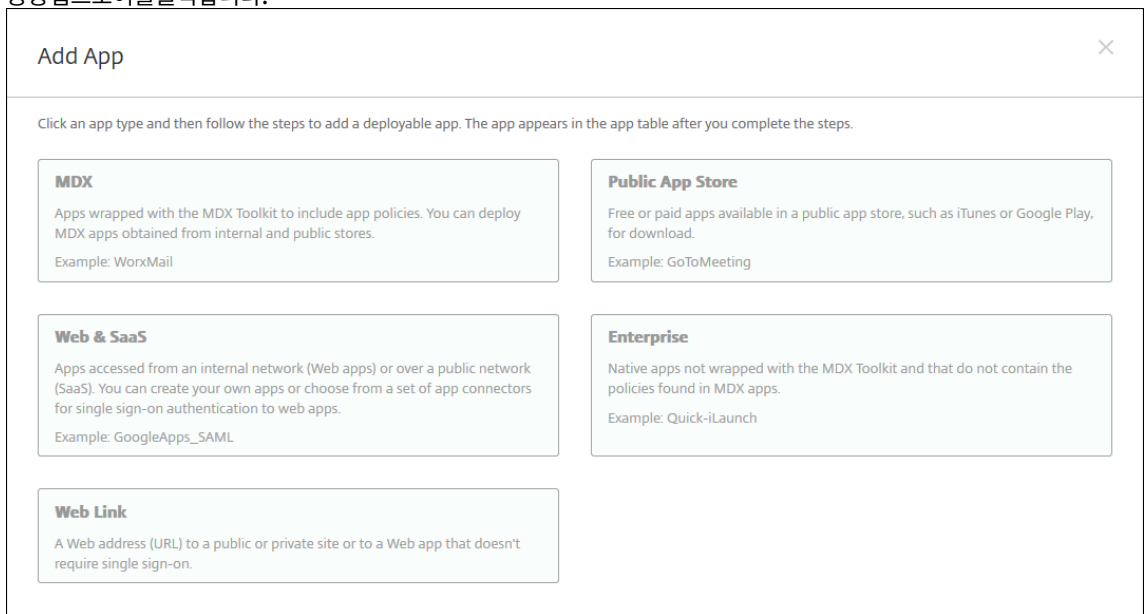 Add App
Click an app type and then follow the steps to add a deployable app. The app appears in the app table after you complete the steps.
MDX
Apps wrapped with the MDX Toolkit to include app policies. You can deploy
MDX apps obtained from internal and public stores.
Example: WorxMail
Public App Store
Free or paid apps available in a public app store, such as iTunes or Google Play,
for download.
Example: GoToMeeting
Web & SaaS
Apps accessed from an internal network (Web apps) or over a public network
(SaaS). You can create your own apps or choose from a set of app connectors
for single sign-on authentication to web apps.
Example: GoogleApps_SAML
Enterprise
Native apps not wrapped with the MDX Toolkit and that do not contain the
policies found in MDX apps.
Example: Quick-iLaunch
Web Link
A Web address (URL) to a public or private site or to a Web app that doesn't
require single sign-on.